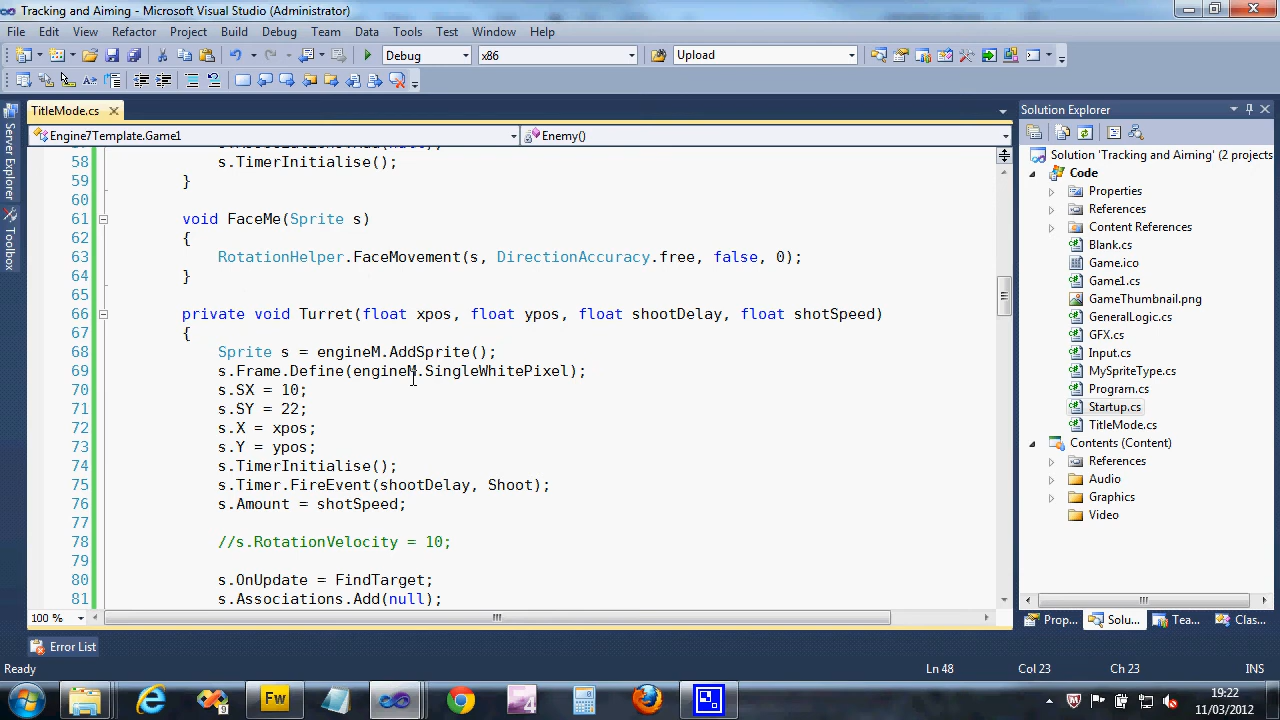 Tracking and Aiming - Microsoft Visual Studio (Administrator)
File Edit View Refactor Project Build Debug Team Data Tools Test Window Help
Debug x86 Upload
TitleMode.cs
Engine7Template.Game1 Enemy()
58 s.TimerInitialise();
59 }
60
61 void FaceMe(Sprite s)
62 {
63 RotationHelper.FaceMovement(s, DirectionAccuracy.free, false, 0);
64 }
65
66 private void Turret(float xpos, float ypos, float shootDelay, float shotSpeed)
67 {
68 Sprite s = engineM.AddSprite();
69 s.Frame.Define(engineM.SingleWhitePixel);
70 s.SX = 10;
71 s.SY = 22;
72 s.X = xpos;
73 s.Y = ypos;
74 s.TimerInitialise();
75 s.Timer.FireEvent(shootDelay, Shoot);
76 s.Amount = shotSpeed;
77
78 //s.RotationVelocity = 10;
79
80 s.OnUpdate = FindTarget;
81 s.Associations.Add(null);
100 %
Server Explorer
Toolbox
Solution Explorer
Solution 'Tracking and Aiming' (2 projects
Code
Properties
References
Content References
Blank.cs
Game.ico
Game1.cs
GameThumbnail.png
GeneralLogic.cs
GFX.cs
Input.cs
MySpriteType.cs
Program.cs
Startup.cs
TitleMode.cs
Contents (Content)
References
Audio
Graphics
Video
Prop... Solu... Tea... Clas...
Error List
Ready Ln 48 Col 23 Ch 23 INS
Fw
19:22
11/03/2012